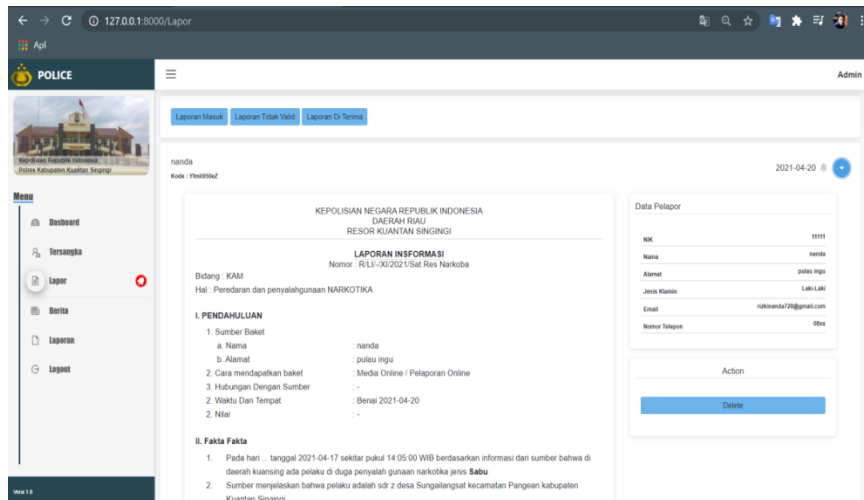 127.0.0.1:8000/Lapor
Apl
POLICE
Admin
Kepolisian Republik Indonesia
Polres Kabupaten Kuantan Singingi
Menu
Dasboard
Tersangka
Lapor
Berita
Laporan
Logout
Versi 1.0
Laporan Masuk
Laporan Tidak Valid
Laporan Di Terima
nanda
2021-04-20
KEPOLISIAN NEGARA REPUBLIK INDONESIA
DAERAH RIAU
RESOR KUANTAN SINGINGI
LAPORAN INSFORMASI
Nomor : R/LI/-/XI/2021/Sat Res Narkoba
Bidang : KAM
Hal : Peredaran dan penyalahgunaan NARKOTIKA
I. PENDAHULUAN
1. Sumber Baket
a. Nama : nanda
b. Alamat : pulau ingu
2. Cara mendapatkan baket : Media Online / Pelaporan Online
3. Hubungan Dengan Sumber : -
2. Waktu Dan Tempat : Benai 2021-04-20
2. Nilai : -
II. Fakta Fakta
1. Pada hari ... tanggal 2021-04-17 sekitar pukul 14:05:00 WIB berdasarkan informasi dari sumber bahwa di
daerah kuansing ada pelaku di duga penyalah gunaan narkotika jenis Sabu
2. Sumber menjelaskan bahwa pelaku adalah sdr z desa Sungailangsat kecamatan Pangean kabupaten
Kuantan Singingi
Data Pelapor
NIK 11111
Nama nanda
Alamat pulau ingu
Jenis Klamin Laki-Laki
Email rizkinanda728@gmail.com
Nomor Telepon 08xx
Action
Delete